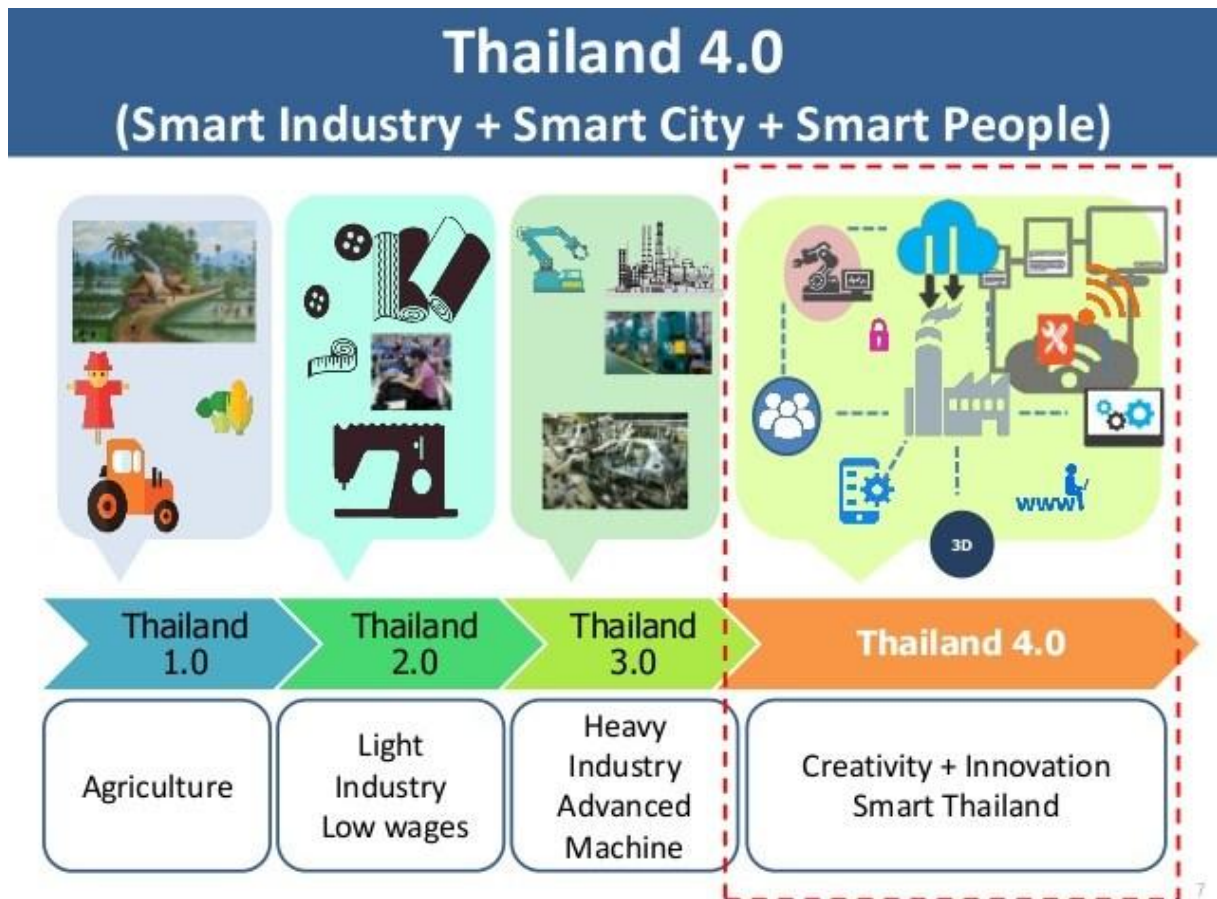 Thailand 4.0
(Smart Industry + Smart City + Smart People)
www
3D
Thailand
1.0
Thailand
2.0
Thailand
3.0
Thailand 4.0
Agriculture
Light
Industry
Low wages
Heavy
Industry
Advanced
Machine
Creativity + Innovation
Smart Thailand
7